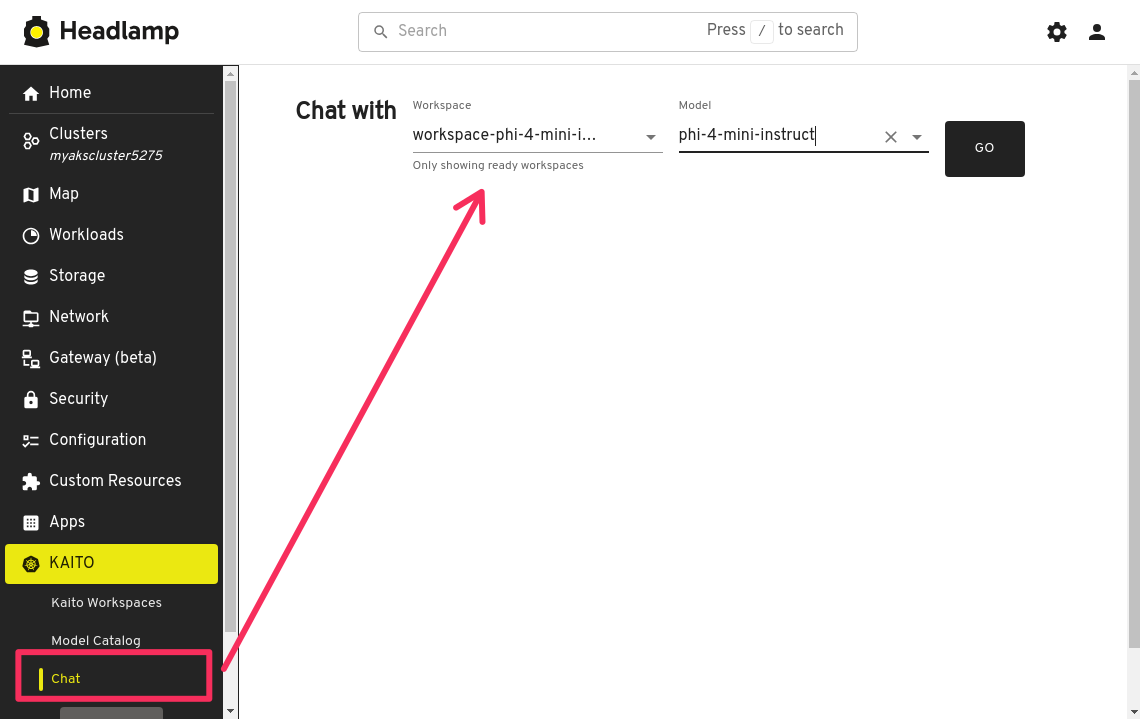 Headlamp
Search
Press / to search
Home
Clusters
myakscluster5275
Map
Workloads
Storage
Network
Gateway (beta)
Security
Configuration
Custom Resources
Apps
KAITO
Kaito Workspaces
Model Catalog
Chat
Chat with
Workspace
workspace-phi-4-mini-i...
Only showing ready workspaces
Model
phi-4-mini-instruct
GO